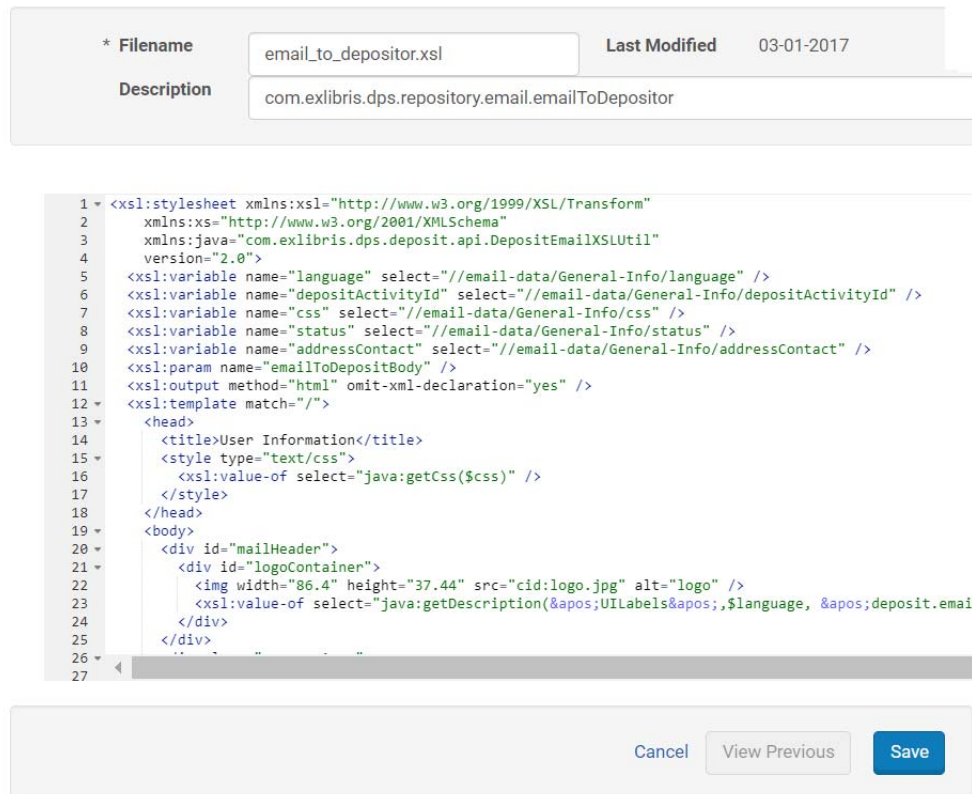 * Filename email_to_depositor.xsl Last Modified 03-01-2017
Description com.exlibris.dps.repository.email.emailToDepositor
1 <xsl:stylesheet xmlns:xsl="http://www.w3.org/1999/XSL/Transform"
2 xmlns:xs="http://www.w3.org/2001/XMLSchema"
3 xmlns:java="com.exlibris.dps.deposit.api.DepositEmailXSLUtil"
4 version="2.0">
5 <xsl:variable name="language" select="//email-data/General-Info/language" />
6 <xsl:variable name="depositActivityId" select="//email-data/General-Info/depositActivityId" />
7 <xsl:variable name="css" select="//email-data/General-Info/css" />
8 <xsl:variable name="status" select="//email-data/General-Info/status" />
9 <xsl:variable name="addressContact" select="//email-data/General-Info/addressContact" />
10 <xsl:param name="emailToDepositBody" />
11 <xsl:output method="html" omit-xml-declaration="yes" />
12 <xsl:template match="/">
13 <head>
14 <title>User Information</title>
15 <style type="text/css">
16 <xsl:value-of select="java:getCss($css)" />
17 </style>
18 </head>
19 <body>
20 <div id="mailHeader">
21 <div id="logoContainer">
22 <img width="86.4" height="37.44" src="cid:logo.jpg" alt="logo" />
23 <xsl:value-of select="java:getDescription(&apos;UILabels&apos;,$language, &apos;deposit.emai
24 </div>
25 </div>
26
27
Cancel View Previous Save